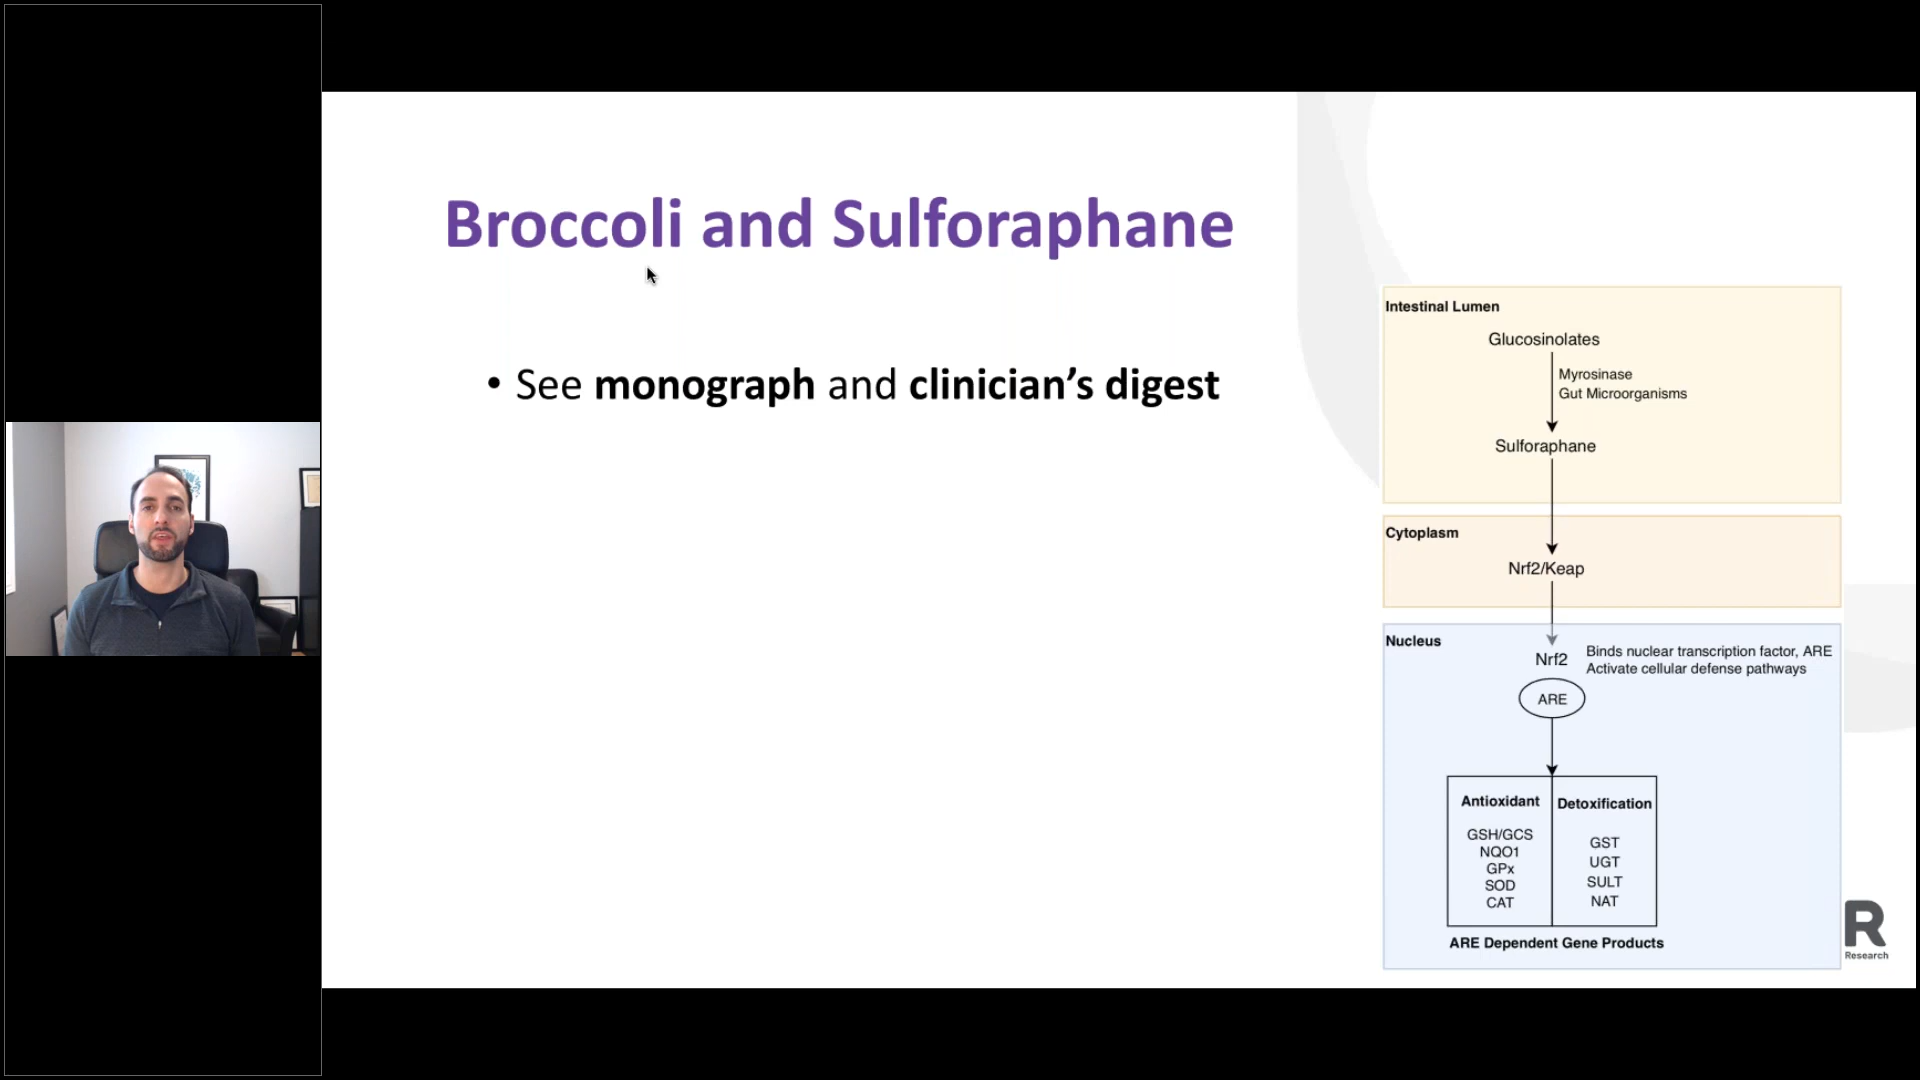 Broccoli and Sulforaphane
• See monograph and clinician’s digest
Intestinal Lumen
Glucosinolates
Myrosinase
Gut Microorganisms
Sulforaphane
Cytoplasm
Nrf2/Keap
Nucleus
Nrf2
Binds nuclear transcription factor, ARE
Activate cellular defense pathways
ARE
Antioxidant
GSH/GCS
NQO1
GPx
SOD
CAT
Detoxification
GST
UGT
SULT
NAT
ARE Dependent Gene Products
R
Research